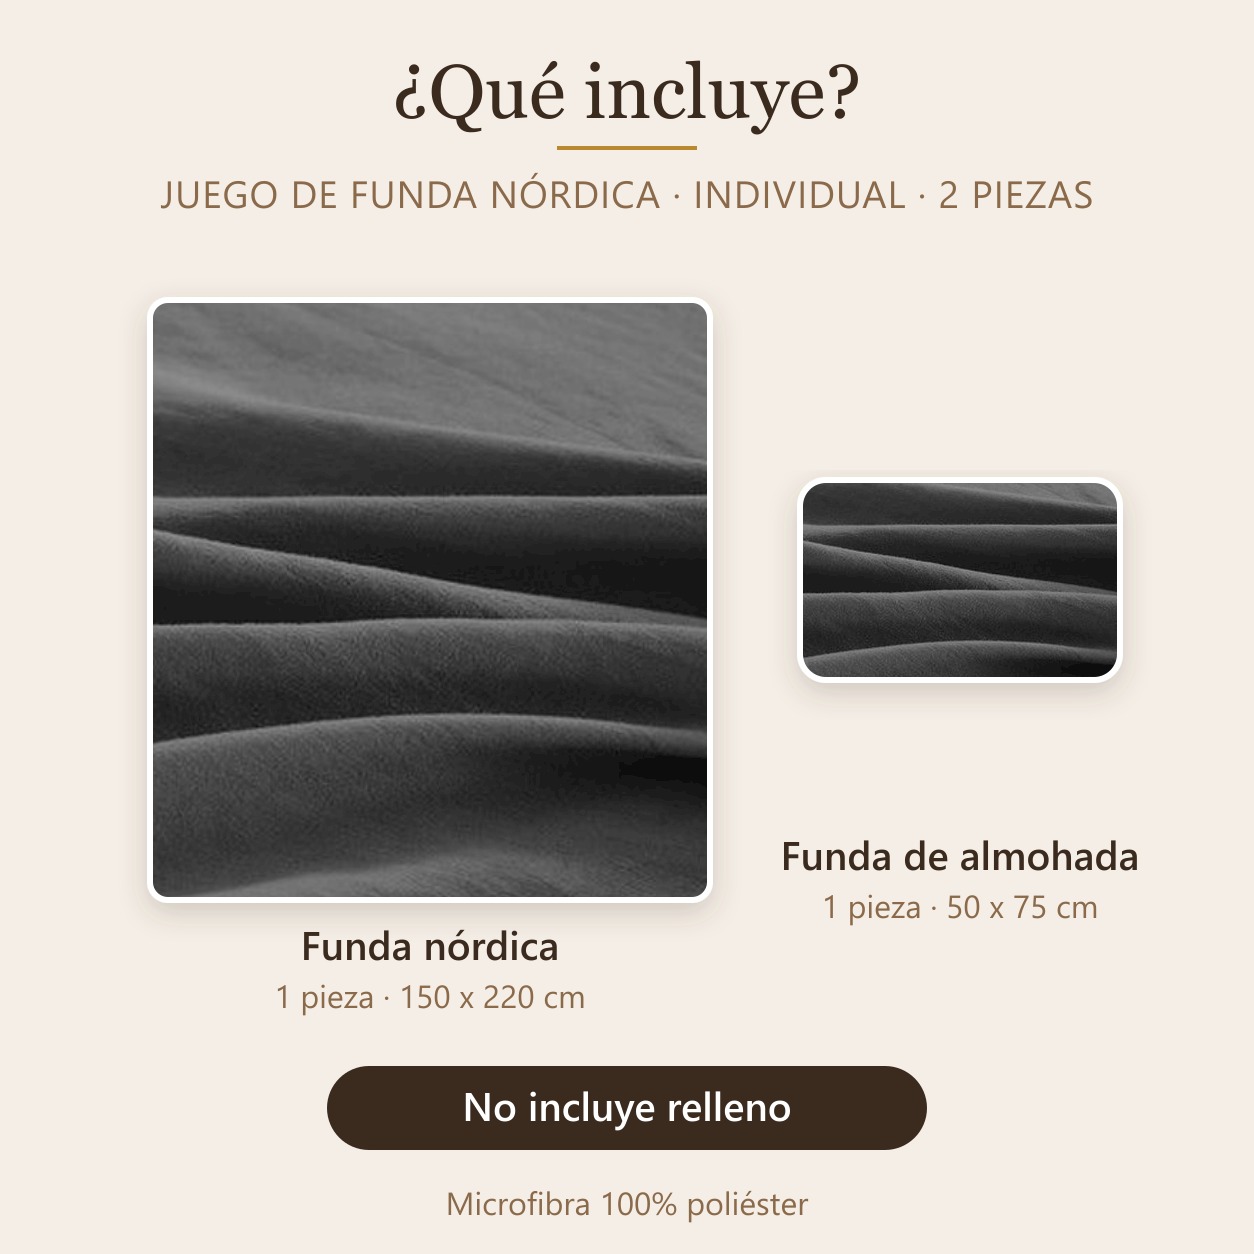 ¿Qué incluye?
JUEGO DE FUNDA NÓRDICA · INDIVIDUAL · 2 PIEZAS
Funda nórdica
1 pieza · 150 x 220 cm
Funda de almohada
1 pieza · 50 x 75 cm
No incluye relleno
Microfibra 100% poliéster